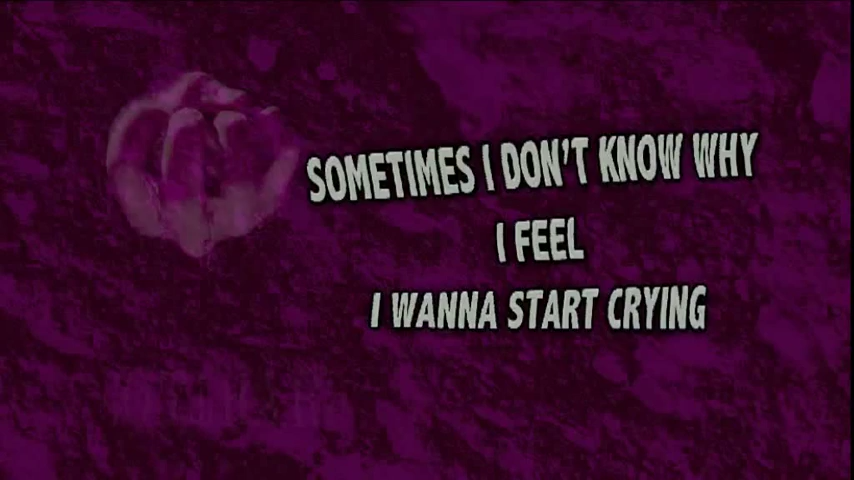 SOMETIMES I DON'T KNOW WHY
I FEEL
I WANNA START CRYING